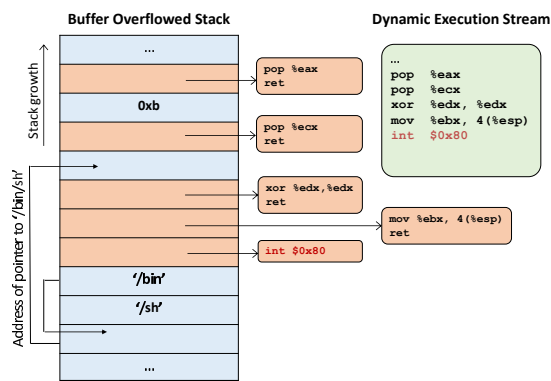 Buffer Overflowed Stack
Dynamic Execution Stream
Stack growth
Address of pointer to '/bin/sh'
...
0xb
'/bin'
'/sh'
...
pop %eax
ret
pop %ecx
ret
xor %edx,%edx
ret
mov %ebx, 4(%esp)
ret
int $0x80
...
pop %eax
pop %ecx
xor %edx, %edx
mov %ebx, 4(%esp)
int $0x80